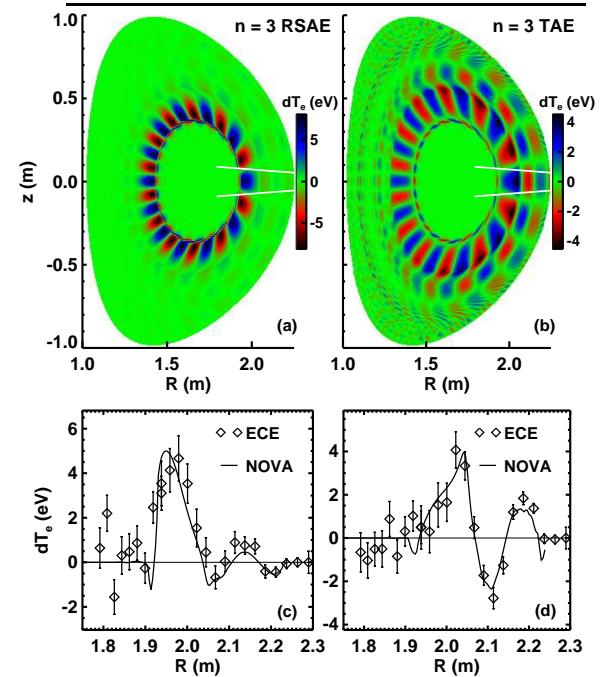 n = 3 RSAE
n = 3 TAE
1.0
0.5
0.0
-0.5
-1.0
z (m)
dTe (eV)
5
0
-5
dTe (eV)
4
2
0
-2
-4
(a)
(b)
1.0 1.5 2.0
1.0 1.5 2.0
R (m)
R (m)
6
4
2
0
-2
dTe (eV)
ECE
NOVA
(c)
6
4
2
0
-2
-4
ECE
NOVA
(d)
1.8 1.9 2.0 2.1 2.2 2.3
1.8 1.9 2.0 2.1 2.2 2.3
R (m)
R (m)